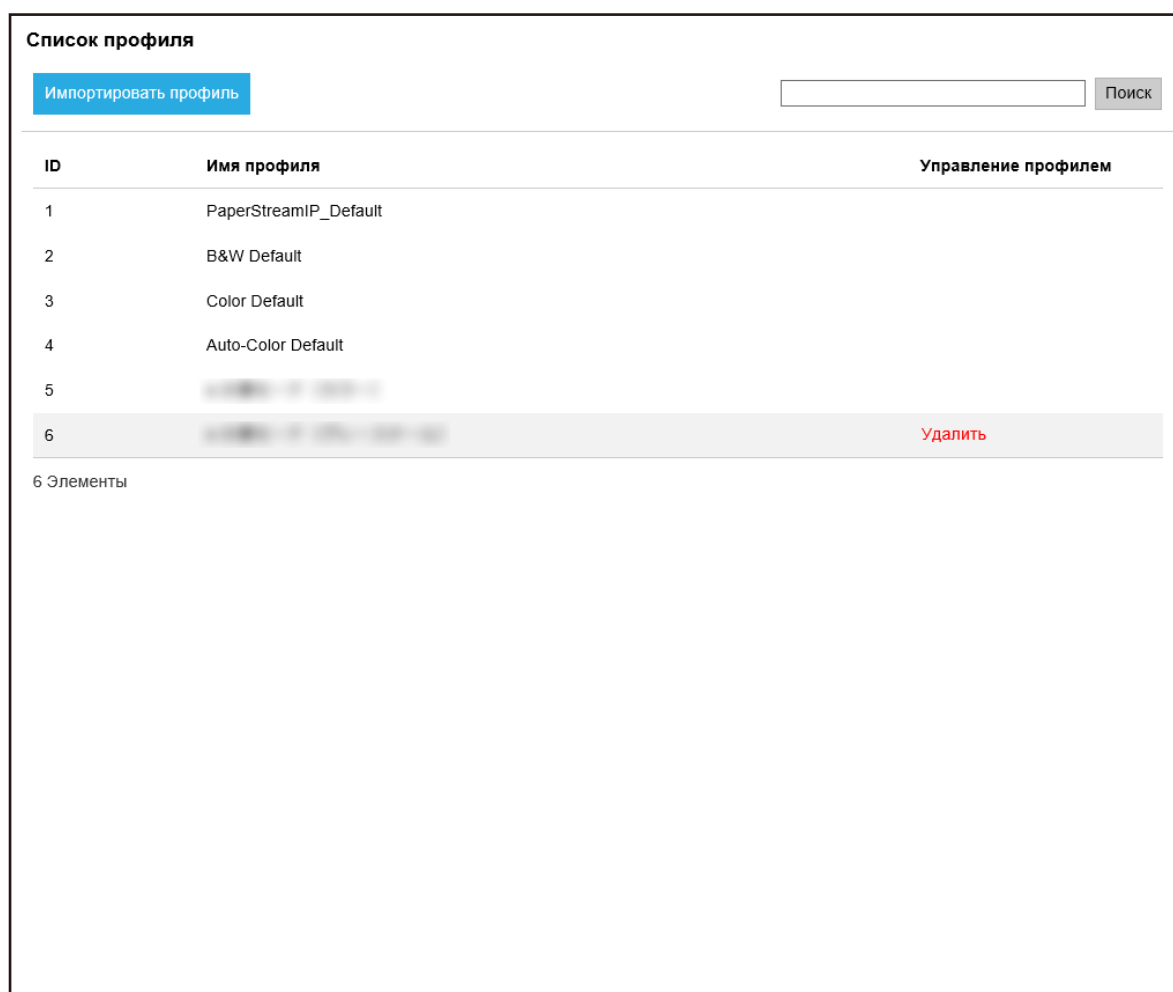 Список профиля
Импортировать профиль Поиск
ID Имя профиля Управление профилем
1 PaperStreamIP_Default
2 B&W Default
3 Color Default
4 Auto-Color Default
5
6 Удалить
6 Элементы